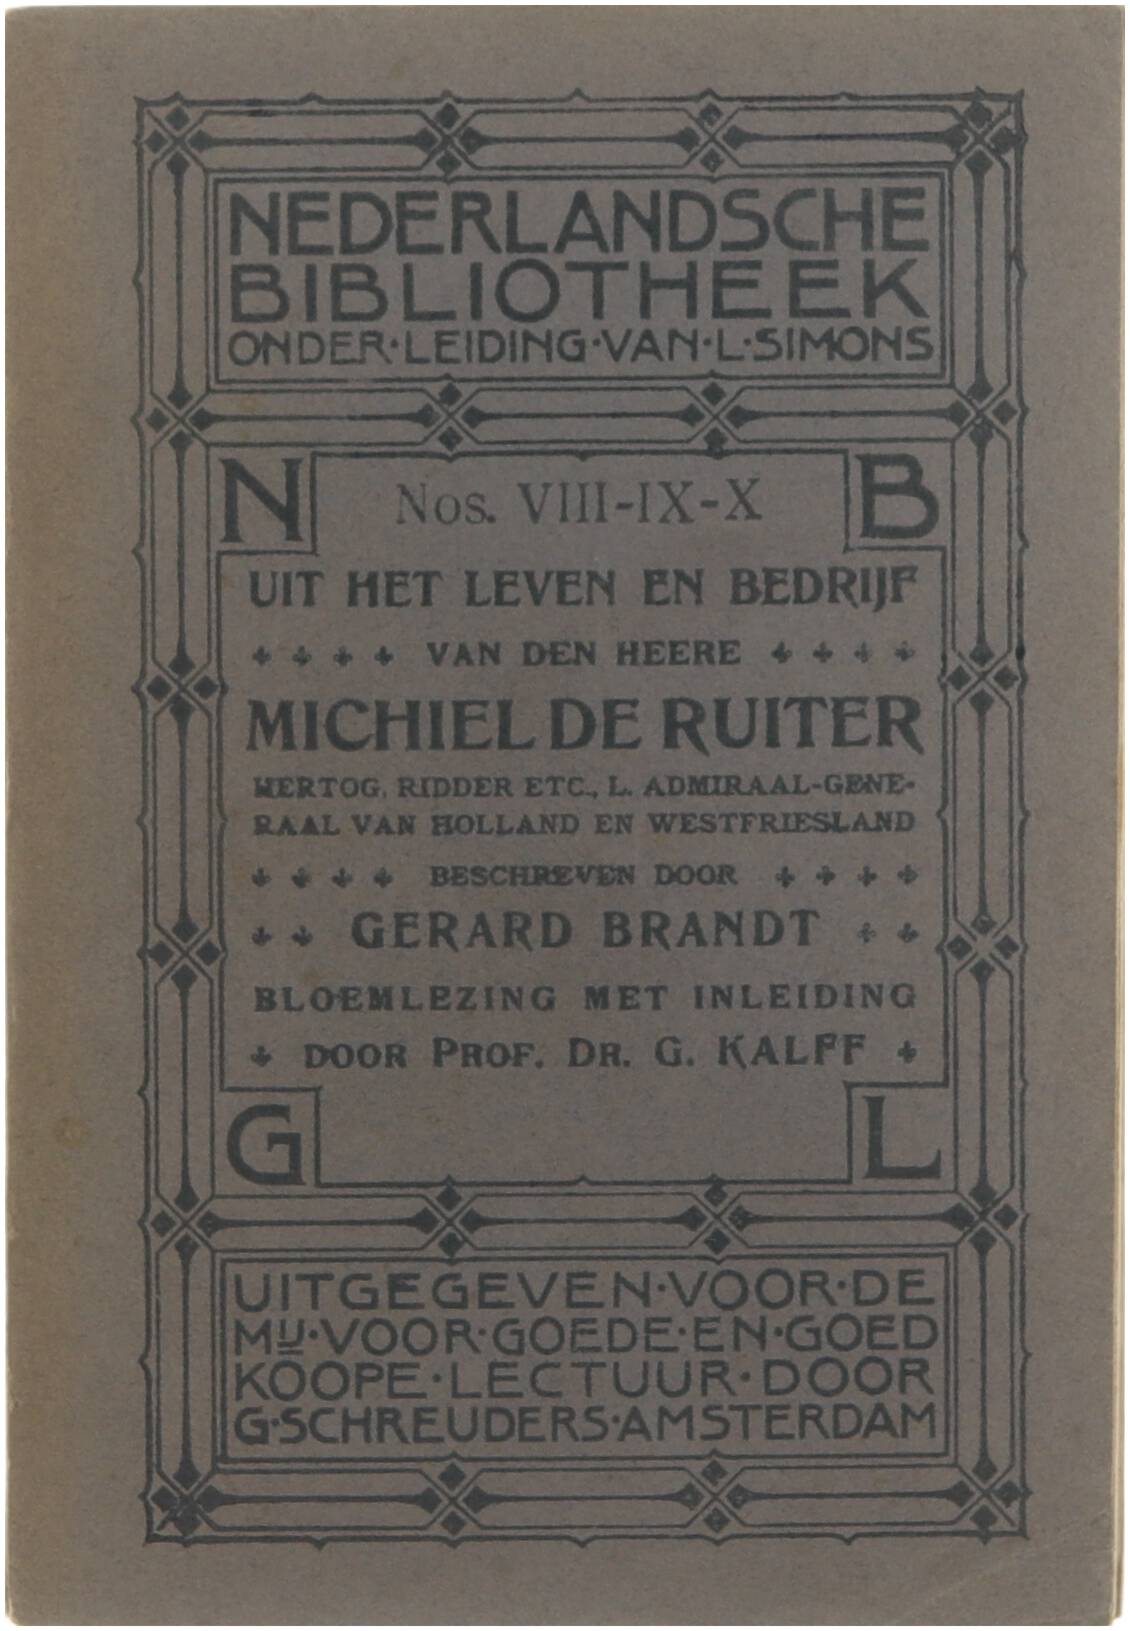 NEDERLANDSCHE
BIBLIOTHEEK
ONDER·LEIDING·VAN·L·SIMONS
N B
Nos. VIII-IX-X
UIT HET LEVEN EN BEDRIJF
VAN DEN HEERE
MICHIEL DE RUITER
HERTOG, RIDDER ETC., L. ADMIRAAL-GENE-
RAAL VAN HOLLAND EN WESTFRIESLAND
BESCHREVEN DOOR
GERARD BRANDT
BLOEMLEZING MET INLEIDING
DOOR PROF. DR. G. KALFF
G L
UITGEGEVEN·VOOR·DE
MIJ·VOOR·GOEDE·EN·GOED
KOOPE·LECTUUR·DOOR
G·SCHREUDERS·AMSTERDAM